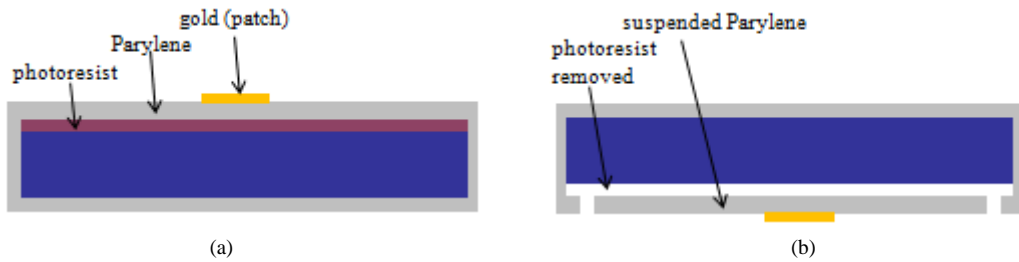 gold (patch)
Parylene
photoresist
suspended Parylene
photoresist
removed
(a)
(b)